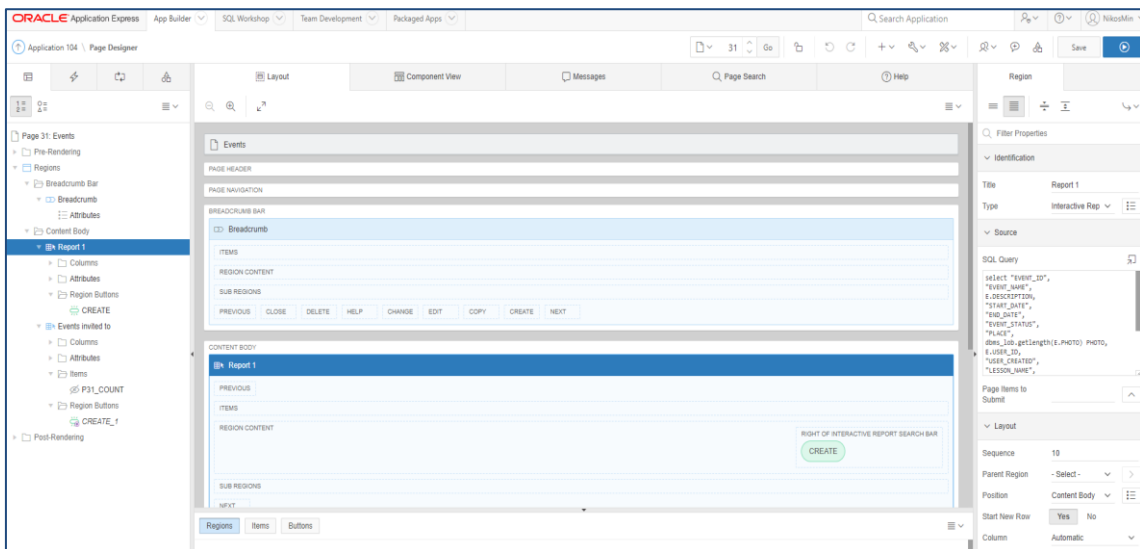 ORACLE Application Express App Builder SQL Workshop Team Development Packaged Apps Search Application NikosMin
Application 104 \ Page Designer 31 Go Save
Layout Component View Messages Page Search Help Region
Page 31: Events
Pre-Rendering
Regions
Breadcrumb Bar
Breadcrumb
Attributes
Content Body
Report 1
Columns
Attributes
Region Buttons
CREATE
Events invited to
Columns
Attributes
Items
P31_COUNT
Region Buttons
CREATE_1
Post-Rendering
Events
PAGE HEADER
PAGE NAVIGATION
BREADCRUMB BAR
Breadcrumb
ITEMS
REGION CONTENT
SUB REGIONS
PREVIOUS CLOSE DELETE HELP CHANGE EDIT COPY CREATE NEXT
CONTENT BODY
Report 1
PREVIOUS
ITEMS
REGION CONTENT
RIGHT OF INTERACTIVE REPORT SEARCH BAR
CREATE
SUB REGIONS
NEXT
Regions Items Buttons
Filter Properties
Identification
Title Report 1
Type Interactive Rep
Source
SQL Query
select "EVENT_ID",
"EVENT_NAME",
E.DESCRIPTION,
"START_DATE",
"END_DATE",
"EVENT_STATUS",
"PLACE",
dbms_lob.getlength(E.PHOTO) PHOTO,
E.USER_ID,
"USER_CREATED",
"LESSON_NAME",
Page Items to
Submit
Layout
Sequence 10
Parent Region - Select -
Position Content Body
Start New Row Yes No
Column Automatic